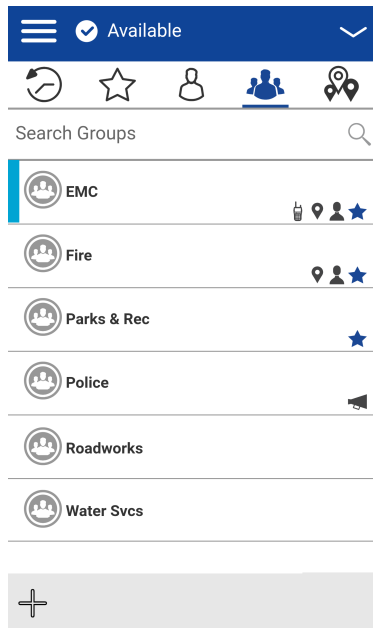 Available
Search Groups
EMC
Fire
Parks & Rec
Police
Roadworks
Water Svcs